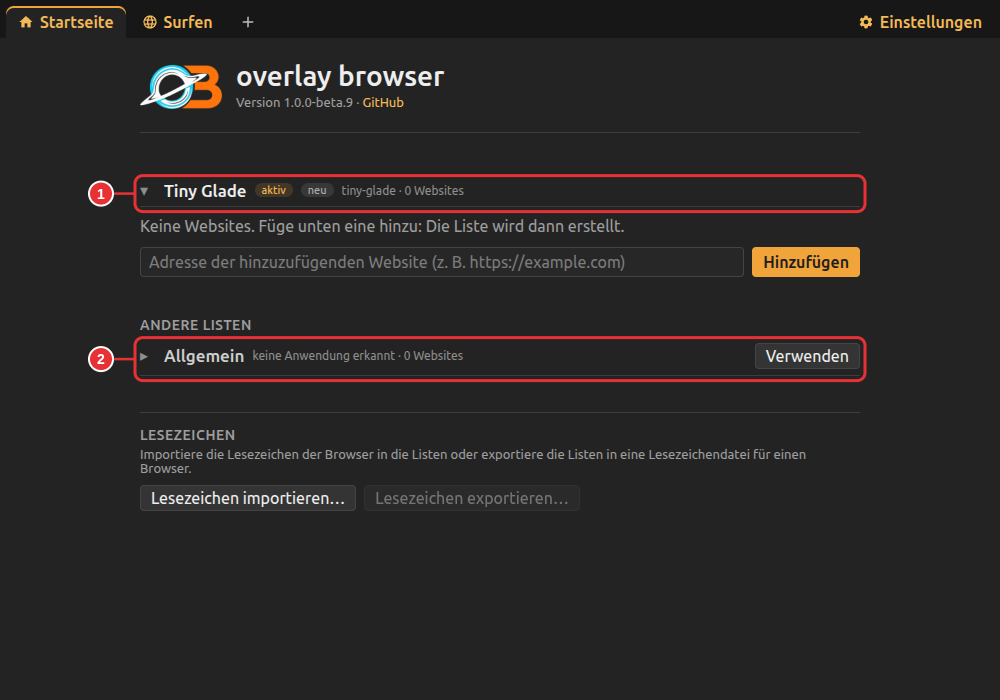 Startseite Surfen + Einstellungen
OB overlay browser
Version 1.0.0-beta.9 · GitHub
1 ▼ Tiny Glade aktiv neu tiny-glade · 0 Websites
Keine Websites. Füge unten eine hinzu: Die Liste wird dann erstellt.
Adresse der hinzuzufügenden Website (z. B. https://example.com) Hinzufügen
ANDERE LISTEN
2 ▶ Allgemein keine Anwendung erkannt · 0 Websites Verwenden
LESEZEICHEN
Importiere die Lesezeichen der Browser in die Listen oder exportiere die Listen in eine Lesezeichendatei für einen
Browser.
Lesezeichen importieren… Lesezeichen exportieren…